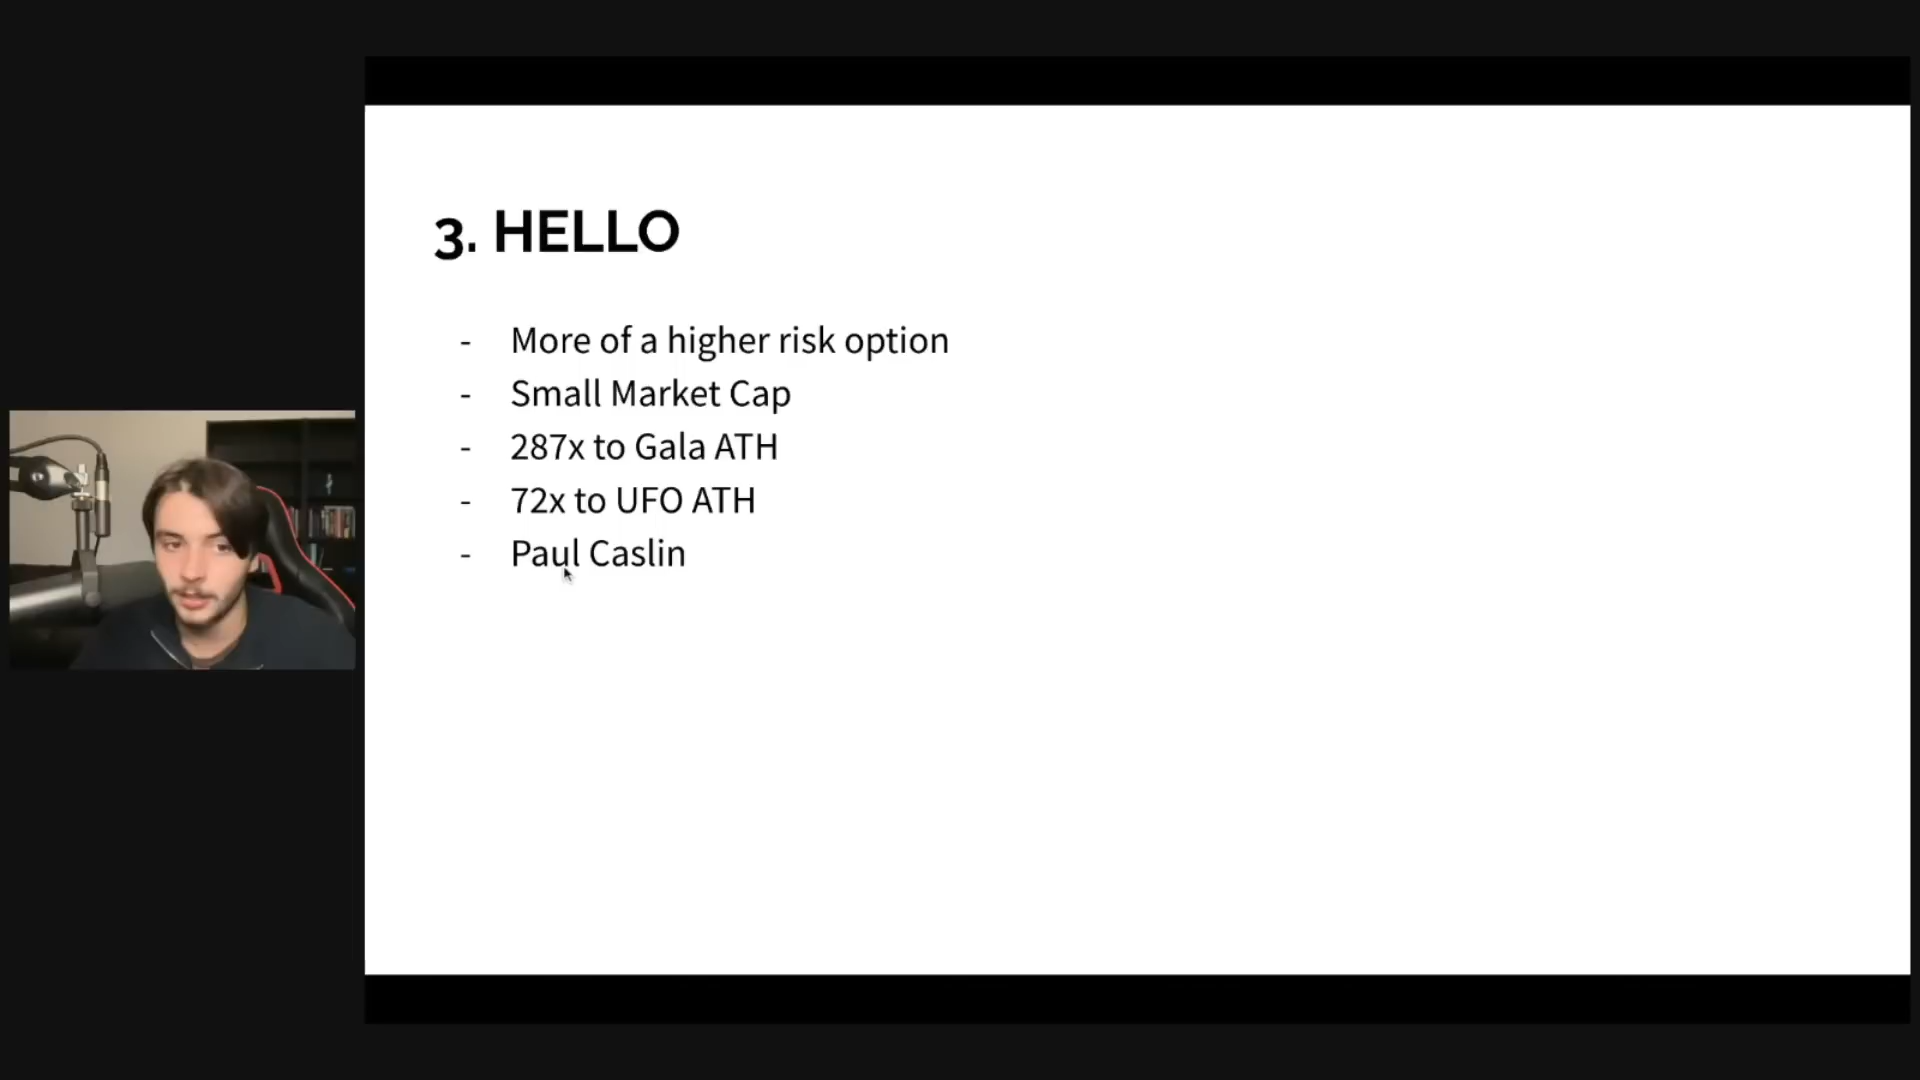 3. HELLO
- More of a higher risk option
- Small Market Cap
- 287x to Gala ATH
- 72x to UFO ATH
- Paul Caslin